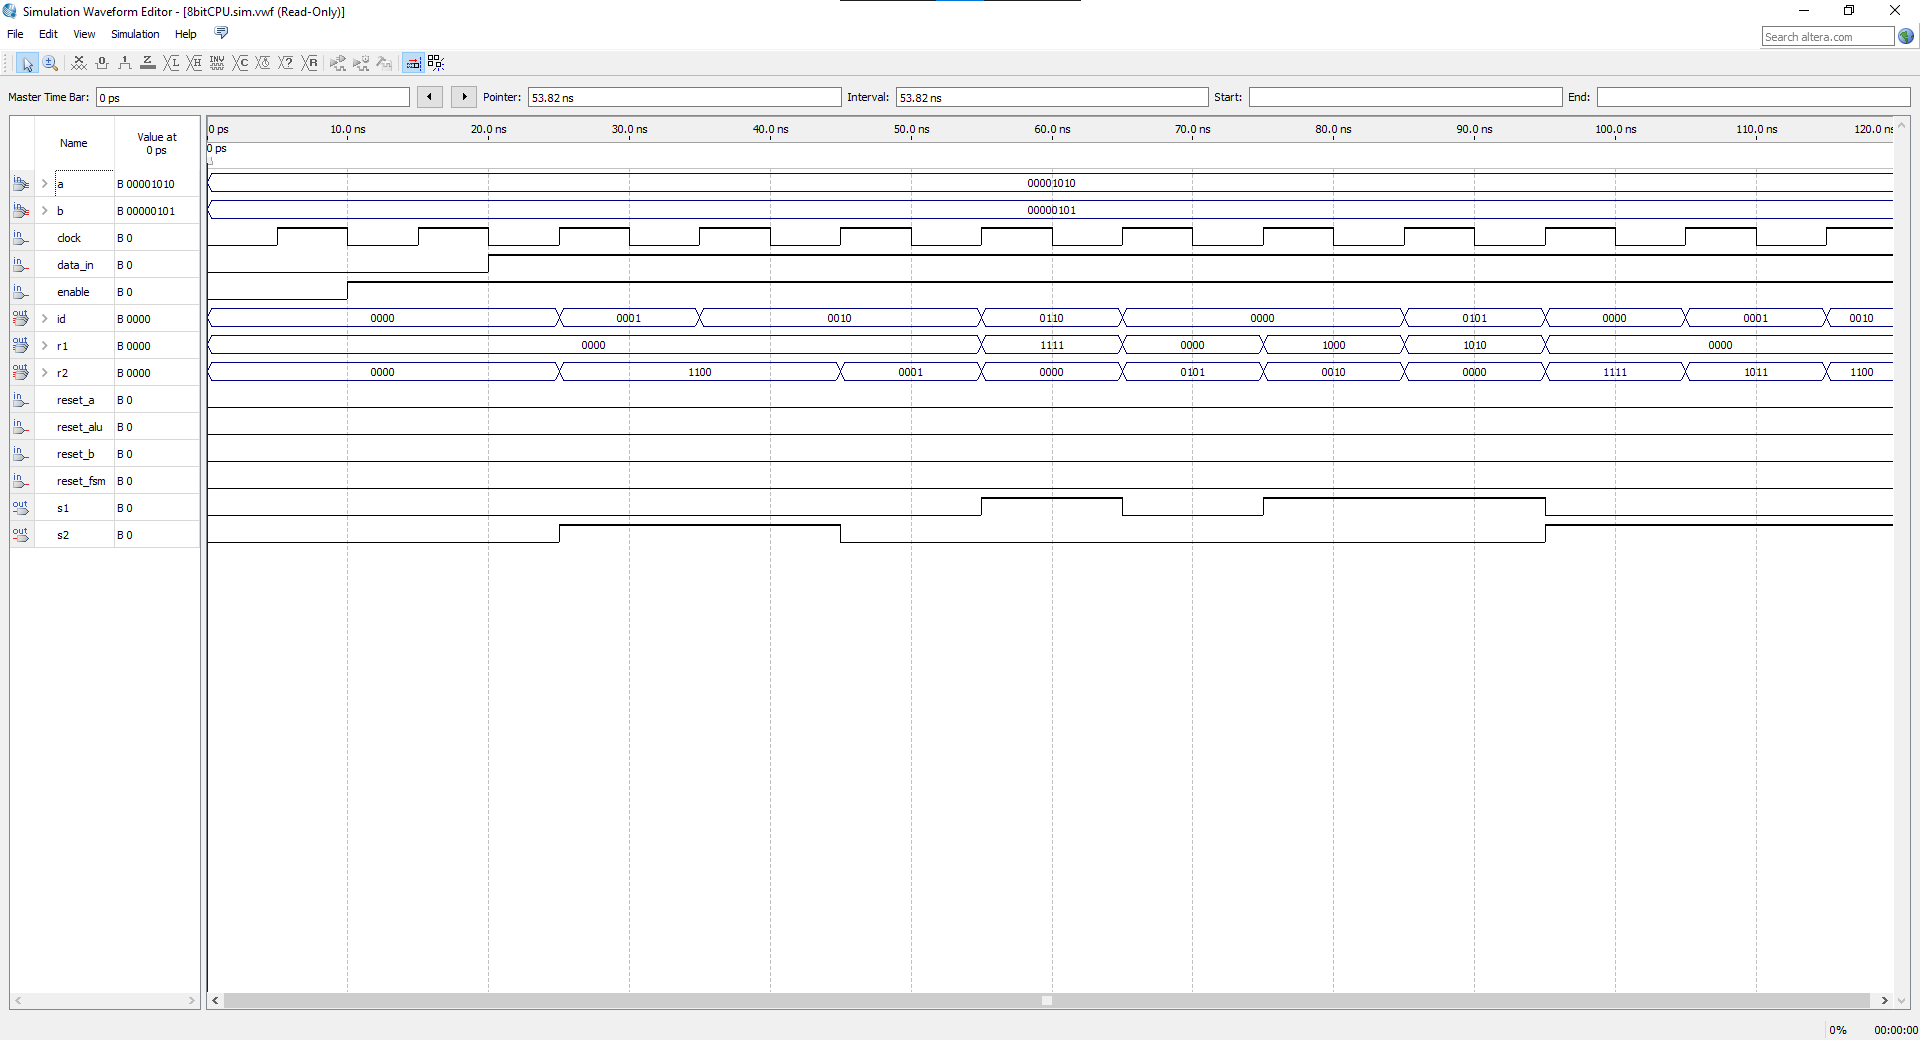 Simulation Waveform Editor - [8bitCPU.sim.vwf (Read-Only)]
File Edit View Simulation Help
Search altera.com
Master Time Bar: 0 ps Pointer: 53.82 ns Interval: 53.82 ns Start: End:
Name Value at 0 ps
0 ps 10.0 ns 20.0 ns 30.0 ns 40.0 ns 50.0 ns 60.0 ns 70.0 ns 80.0 ns 90.0 ns 100.0 ns 110.0 ns 120.0 ns
0 ps
a B 00001010 00001010
b B 00000101 00000101
clock B 0
data_in B 0
enable B 0
id B 0000 0000 0001 0010 0110 0000 0101 0000 0001 0010
r1 B 0000 0000 1111 0000 1000 1010 0000
r2 B 0000 0000 1100 0001 0000 0101 0010 0000 1111 1011 1100
reset_a B 0
reset_alu B 0
reset_b B 0
reset_fsm B 0
s1 B 0
s2 B 0
0% 00:00:00